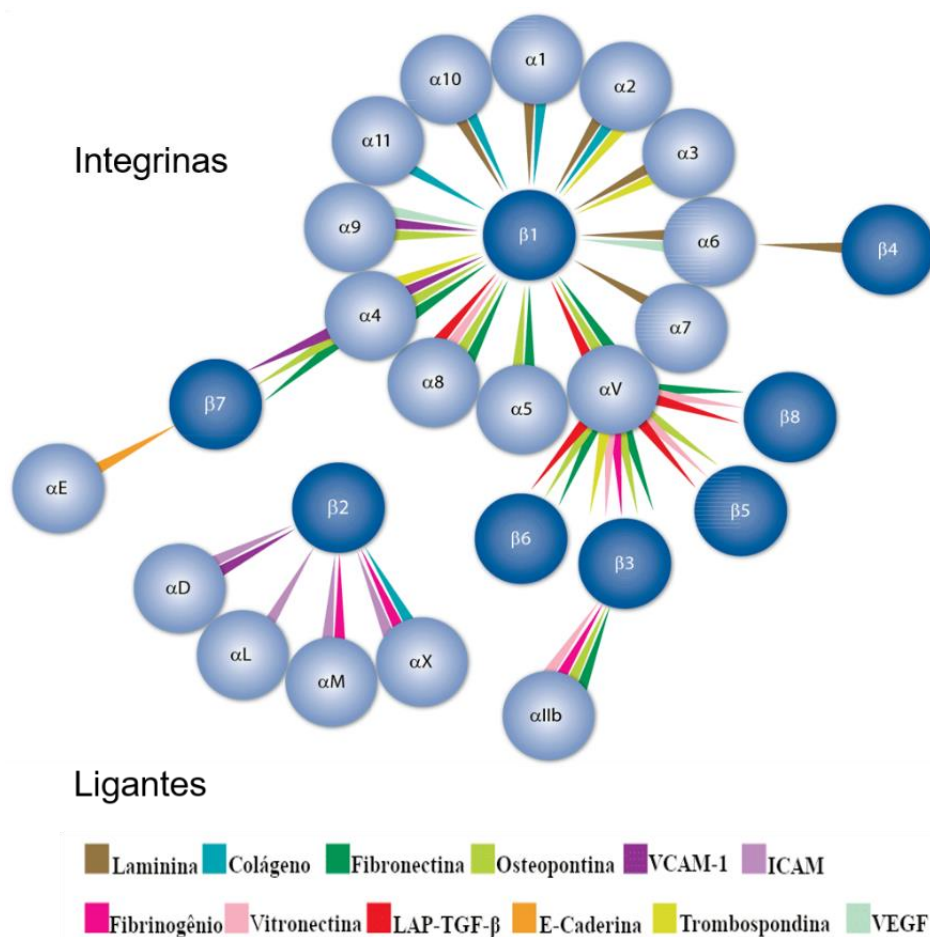 α1
α10
α2
α11
α3
Integrinas
α9
β1
α6
β4
α4
α7
α8
α5
αV
β7
β8
αE
β2
β6
β5
β3
αD
αL
αM
αX
αIIb
Ligantes
Laminina Colágeno Fibronectina Osteopontina VCAM-1 ICAM
Fibrinogênio Vitronectina LAP-TGF-β E-Caderina Trombospondina VEGF